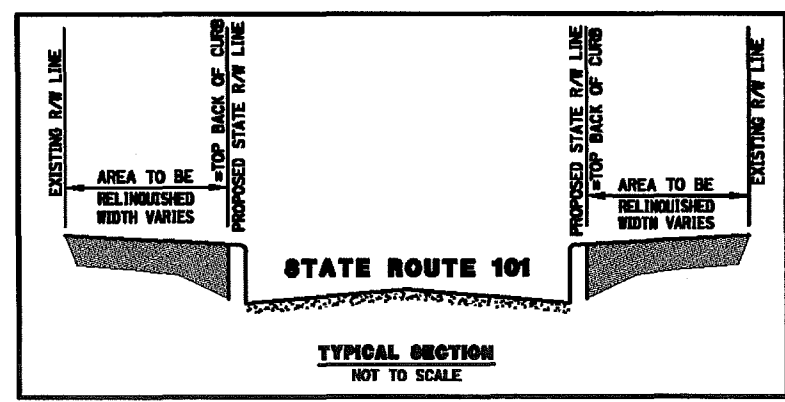 EXISTING R/W LINE
AREA TO BE
RELINQUISHED
WIDTH VARIES
=TOP BACK OF CURB
PROPOSED STATE R/W LINE
PROPOSED STATE R/W LINE
=TOP BACK OF CURB
AREA TO BE
RELINQUISHED
WIDTH VARIES
EXISTING R/W LINE
STATE ROUTE 101
TYPICAL SECTION
NOT TO SCALE